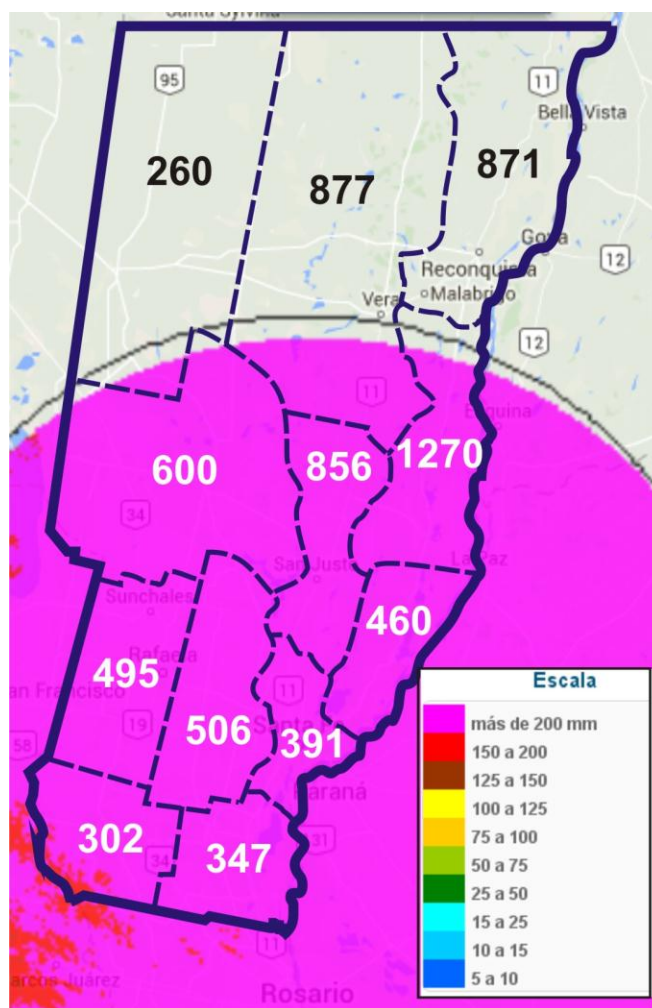 Santa Sylvina
95
11
Bella Vista
260
877
871
Goya
12
Reconquista
Malabrigo
Vera
12
11
Esquina
600
856
1270
34
San Justo
La Paz
Sunchales
460
495
Rafaela
an Francisco
11
19
506
Santa Fe
391
58
Paraná
302
34
347
31
11
arcos Juárez
Rosario
Escala
más de 200 mm
150 a 200
125 a 150
100 a 125
75 a 100
50 a 75
25 a 50
15 a 25
10 a 15
5 a 10